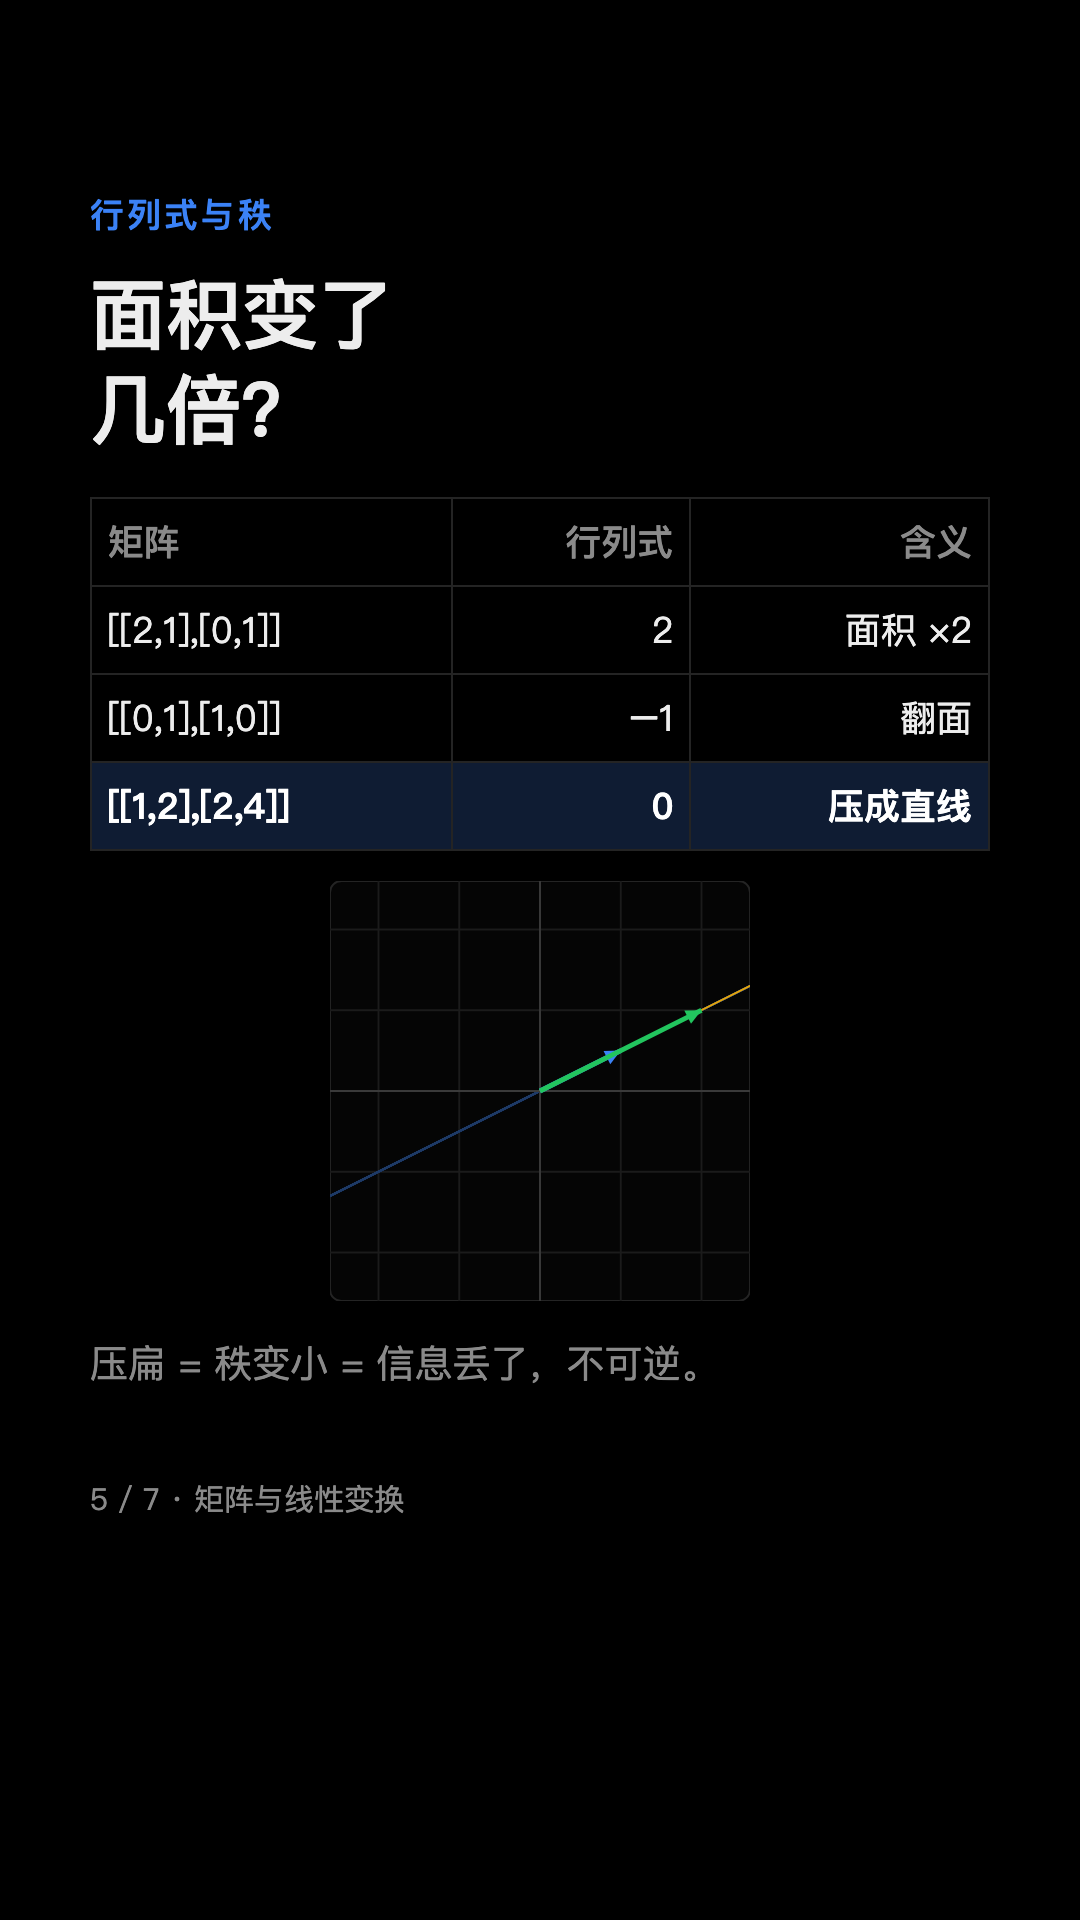 行列式与秩
面积变了
几倍?
矩阵 行列式 含义
[[2,1],[0,1]] 2 面积 ×2
[[0,1],[1,0]] −1 翻面
[[1,2],[2,4]] 0 压成直线
压扁 = 秩变小 = 信息丢了，不可逆。
5 / 7 · 矩阵与线性变换